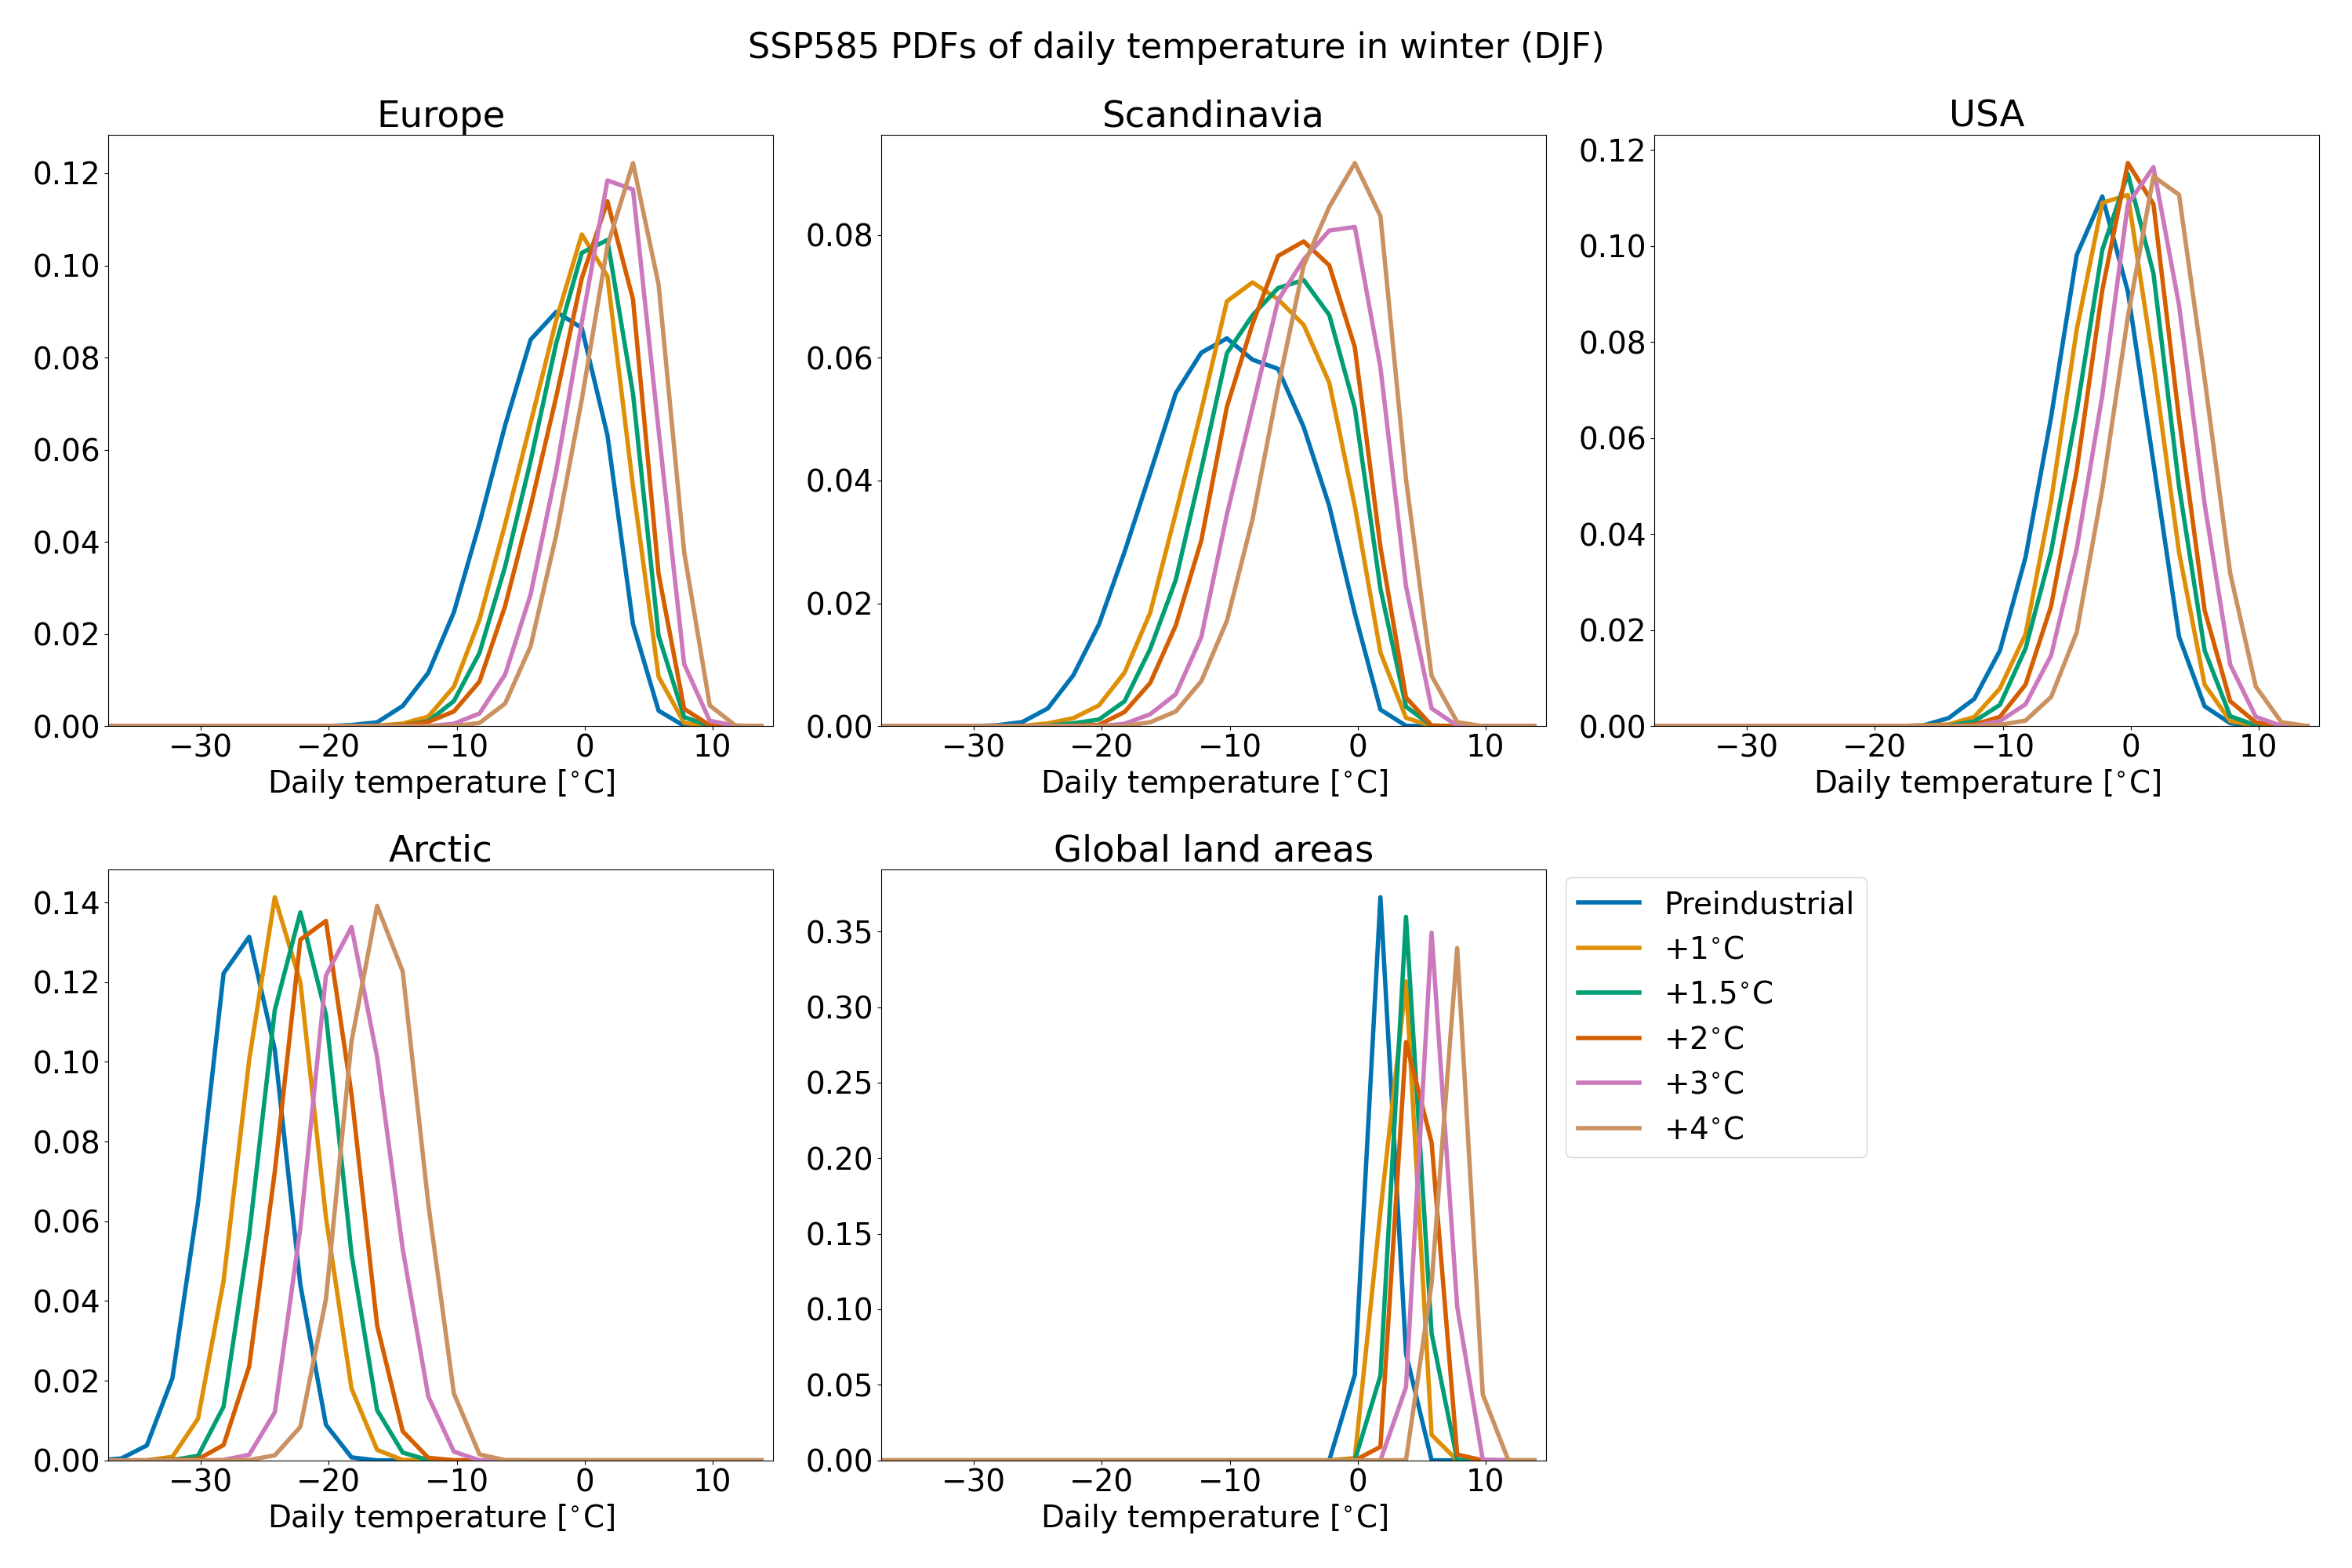 SSP585 PDFs of daily temperature in winter (DJF)
Europe
0.12
0.10
0.08
0.06
0.04
0.02
0.00
−30 −20 −10 0 10
Daily temperature [°C]
Scandinavia
0.08
0.06
0.04
0.02
0.00
−30 −20 −10 0 10
Daily temperature [°C]
USA
0.12
0.10
0.08
0.06
0.04
0.02
0.00
−30 −20 −10 0 10
Daily temperature [°C]
Arctic
0.14
0.12
0.10
0.08
0.06
0.04
0.02
0.00
−30 −20 −10 0 10
Daily temperature [°C]
Global land areas
0.35
0.30
0.25
0.20
0.15
0.10
0.05
0.00
−30 −20 −10 0 10
Daily temperature [°C]
Preindustrial
+1°C
+1.5°C
+2°C
+3°C
+4°C